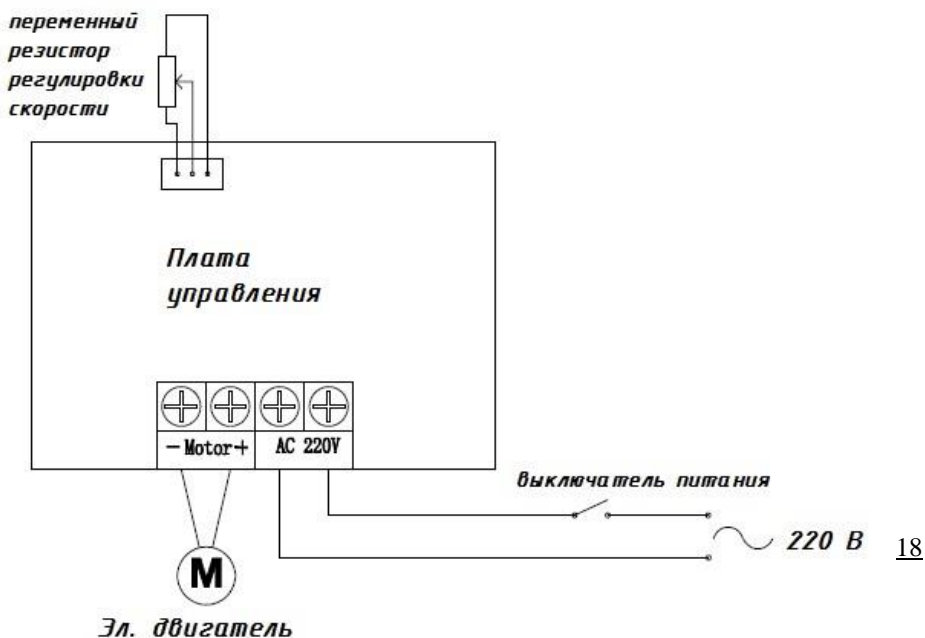 переменный
резистор
регулировки
скорости
Плата
управления
– Motor+
AC 220V
выключатель питания
220 В
18
М
Эл. двигатель